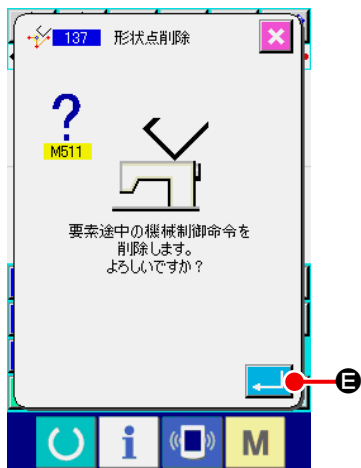 137 形状点削除
?
M511
要素途中の機械制御命令を
削除します。
よろしいですか?
E
i
M